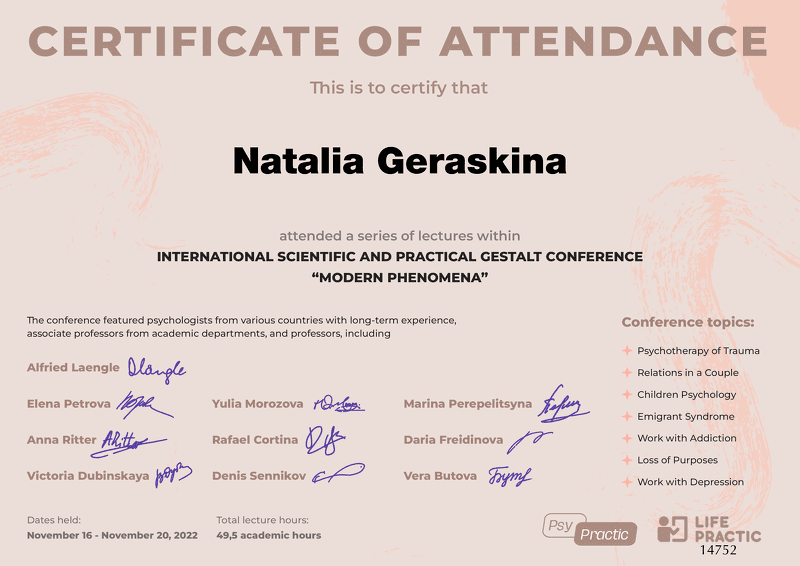 CERTIFICATE OF ATTENDANCE
This is to certify that
Natalia Geraskina
attended a series of lectures within
INTERNATIONAL SCIENTIFIC AND PRACTICAL GESTALT CONFERENCE
“MODERN PHENOMENA”
The conference featured psychologists from various countries with long-term experience,
associate professors from academic departments, and professors, including
Alfried Laengle
Elena Petrova
Yulia Morozova
Marina Perepelitsyna
Anna Ritter
Rafael Cortina
Daria Freidinova
Victoria Dubinskaya
Denis Sennikov
Vera Butova
Conference topics:
Psychotherapy of Trauma
Relations in a Couple
Children Psychology
Emigrant Syndrome
Work with Addiction
Loss of Purposes
Work with Depression
Dates held:
November 16 - November 20, 2022
Total lecture hours:
49,5 academic hours
Psy
Practic
LIFE
PRACTIC
14752